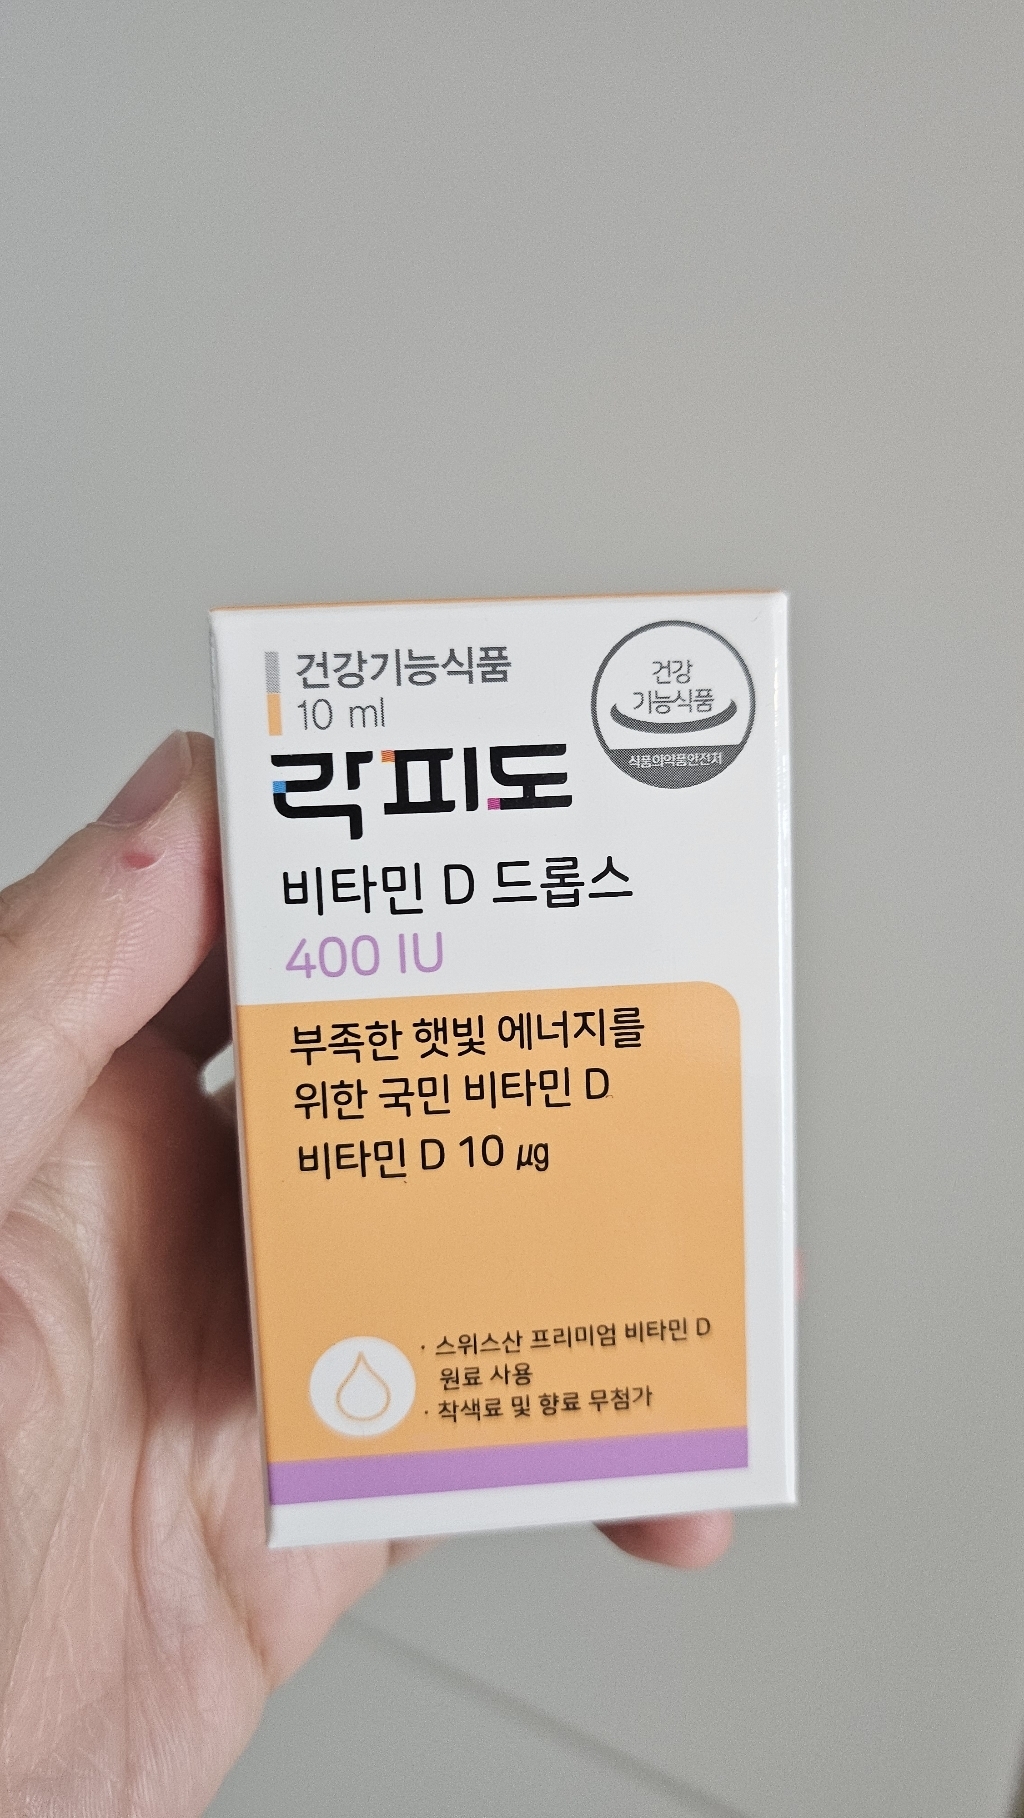 건강기능식품
10 ml
건강
기능식품
식품의약품안전처
락피도
비타민 D 드롭스
400 IU
부족한 햇빛 에너지를
위한 국민 비타민 D
비타민 D 10 ㎍
· 스위스산 프리미엄 비타민 D
원료 사용
· 착색료 및 향료 무첨가